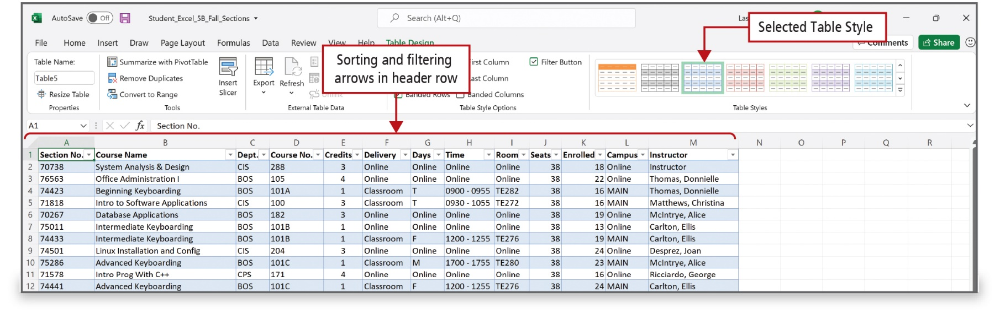 AutoSave Off Student_Excel_5B_Fall_Sections Search (Alt+Q) Las
Selected Table Style
File Home Insert Draw Page Layout Formulas Data Review View Help Table Design Comments Share
Sorting and filtering
arrows in header row
Table Name: Summarize with PivotTable First Column Filter Button
Table5 Remove Duplicates Insert Slicer Export Refresh Last Column
Resize Table Convert to Range Unlink Banded Rows Banded Columns
Properties Tools External Table Data Table Style Options Table Styles
A1 fx Section No.
A B C D E F G H I J K L M N O P Q R
1 Section No. Course Name Dept. Course No. Credits Delivery Days Time Room Seats Enrolled Campus Instructor
2 70738 System Analysis & Design CIS 288 3 Online Online Online Online 38 18 Online Instructor
3 76563 Office Administration I BOS 105 4 Online Online Online Online 38 22 Online Thomas, Donnielle
4 74423 Beginning Keyboarding BOS 101A 1 Classroom T 0900 - 0955 TE282 38 16 MAIN Thomas, Donnielle
5 71818 Intro to Software Applications CIS 100 3 Classroom T 0930 - 1055 TE272 38 16 MAIN Matthews, Christina
6 70267 Database Applications BOS 182 3 Online Online Online Online 38 19 Online McIntrye, Alice
7 75011 Intermediate Keyboarding BOS 101B 1 Online Online Online Online 38 13 Online Carlton, Ellis
8 74433 Intermediate Keyboarding BOS 101B 1 Classroom F 1200 - 1255 TE276 38 19 MAIN Carlton, Ellis
9 74501 Linux Installation and Config CIS 204 3 Online Online Online Online 38 24 Online Desprez, Joan
10 75286 Advanced Keyboarding BOS 101C 1 Classroom M 1700 - 1755 TE280 38 23 MAIN McIntrye, Alice
11 71578 Intro Prog With C++ CPS 171 4 Online Online Online Online 38 16 Online Ricciardo, George
12 74441 Advanced Keyboarding BOS 101C 1 Classroom F 1200 - 1255 TE276 38 24 MAIN Carlton, Ellis